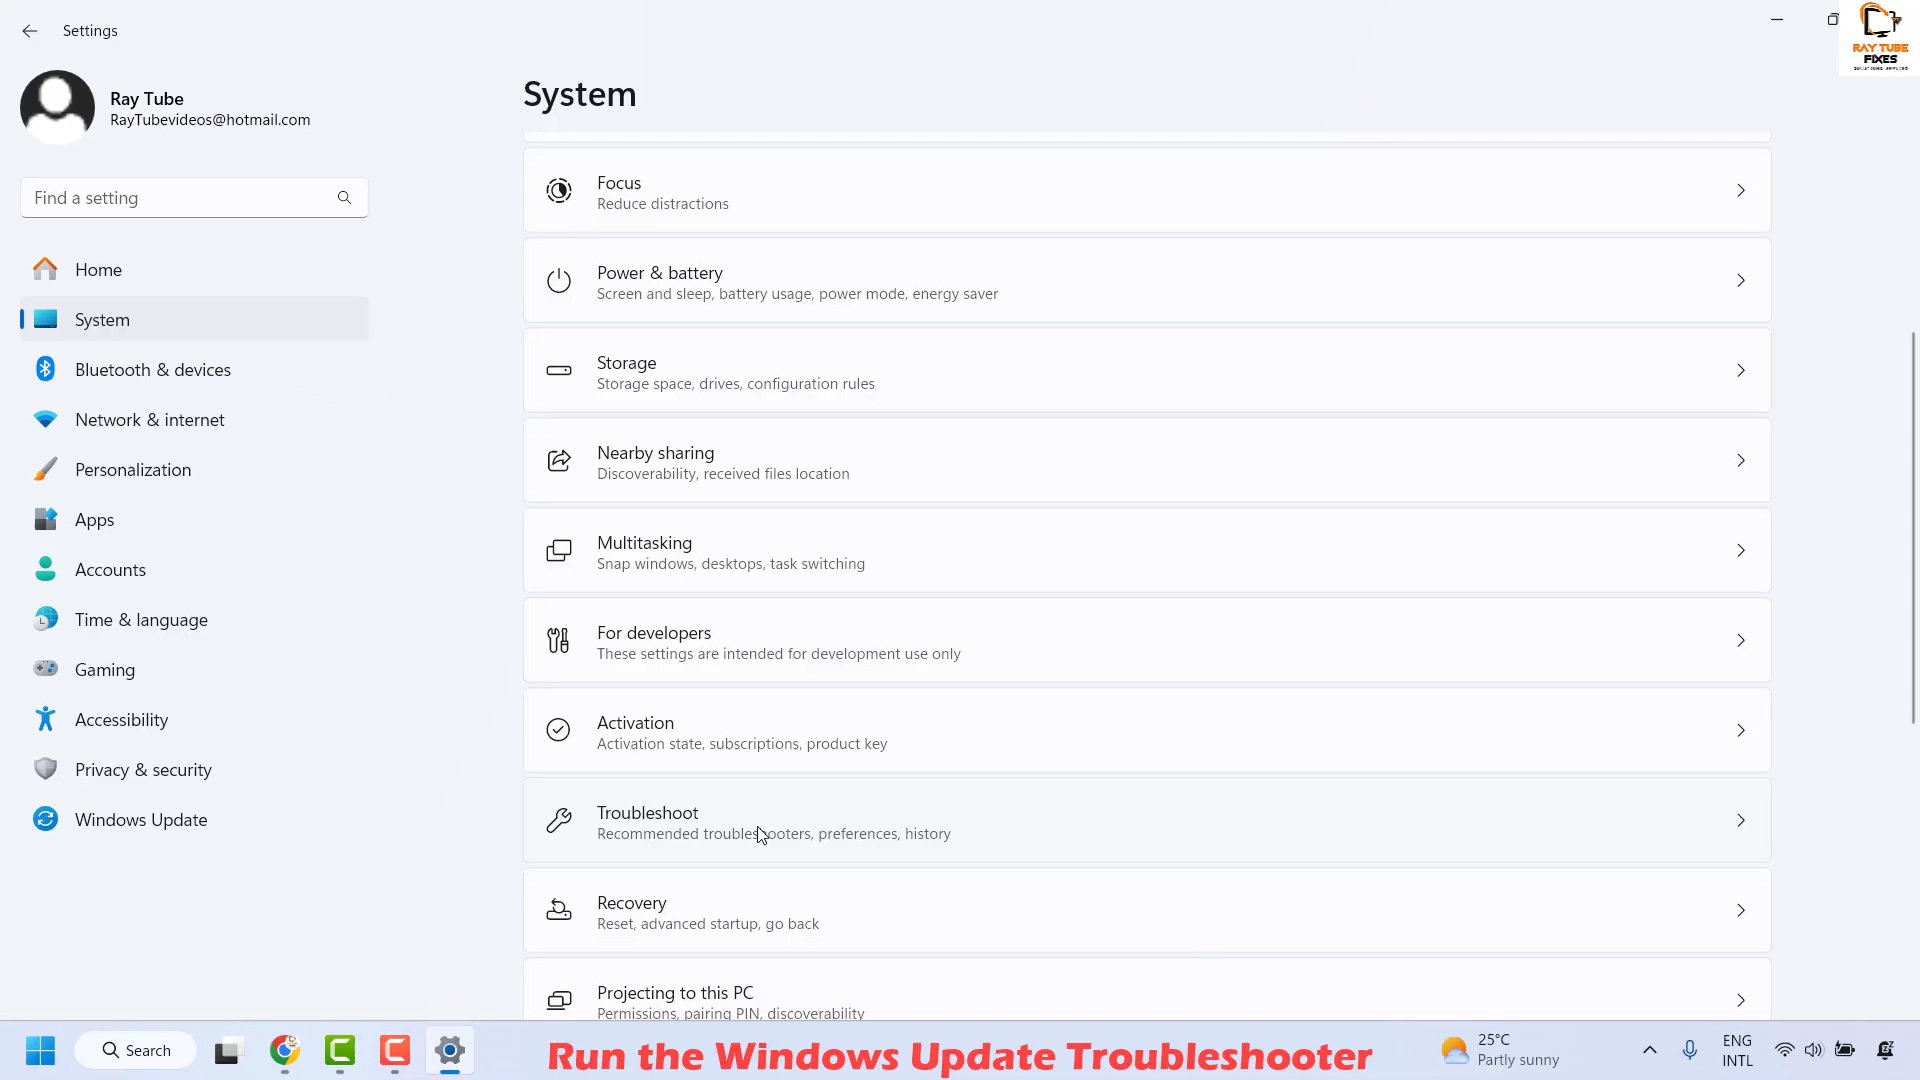 Settings
RAY TUBE
FIXES
Ray Tube
RayTubevideos@hotmail.com
Find a setting
Home
System
Bluetooth & devices
Network & internet
Personalization
Apps
Accounts
Time & language
Gaming
Accessibility
Privacy & security
Windows Update
System
Focus
Reduce distractions
Power & battery
Screen and sleep, battery usage, power mode, energy saver
Storage
Storage space, drives, configuration rules
Nearby sharing
Discoverability, received files location
Multitasking
Snap windows, desktops, task switching
For developers
These settings are intended for development use only
Activation
Activation state, subscriptions, product key
Troubleshoot
Recommended troubleshooters, preferences, history
Recovery
Reset, advanced startup, go back
Projecting to this PC
Permissions, pairing PIN, discoverability
Search
Run the Windows Update Troubleshooter
25°C
Partly sunny
ENG
INTL